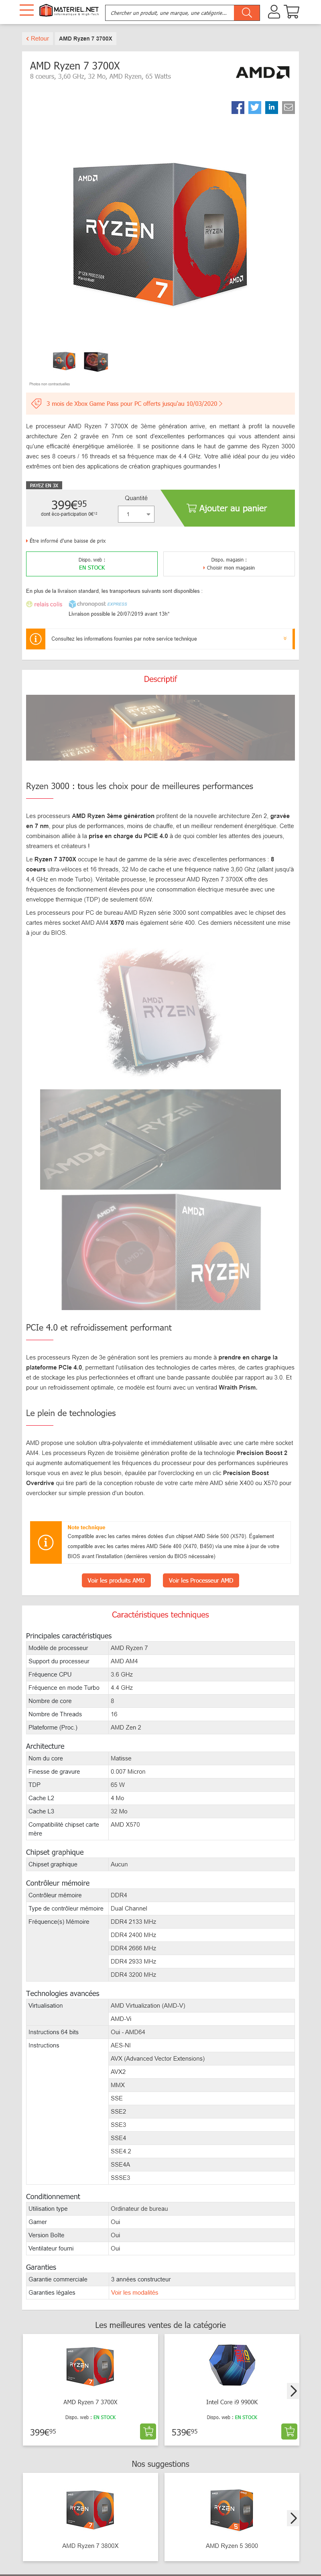 MATERIEL.NET
Informatique & High-Tech
Chercher un produit, une marque, une catégorie...
Retour
AMD Ryzen 7 3700X
AMD Ryzen 7 3700X
8 coeurs, 3,60 GHz, 32 Mo, AMD Ryzen, 65 Watts
AMD
AMD
RYZEN
RYZEN
7
AMD
Photos non contractuelles
3 mois de Xbox Game Pass pour PC offerts jusqu'au 10/03/2020 >
Le processeur AMD Ryzen 7 3700X de 3ème génération arrive, en mettant à profit la nouvelle
architecture Zen 2 gravée en 7nm ce sont d'excellentes performances qui vous attendent ainsi
qu'une efficacité énergétique améliorée. Il se positionne dans le haut de gamme des Ryzen 3000
avec ses 8 coeurs / 16 threads et sa fréquence max de 4.4 GHz. Votre allié idéal pour du jeu vidéo
extrêmes ont bien des applications de création graphiques gourmandes !
PAYEZ EN 3X
399€95
dont éco-participation 0€13
Quantité
1
Ajouter au panier
Être informé d'une baisse de prix
Dispo. web :
EN STOCK
Dispo. magasin :
Choisir mon magasin
En plus de la livraison standard, les transporteurs suivants sont disponibles :
relais colis
chronopost EXPRESS
Livraison possible le 20/07/2019 avant 13h*
Consultez les informations fournies par notre service technique
Descriptif
Ryzen 3000 : tous les choix pour de meilleures performances
Les processeurs AMD Ryzen 3ème génération profitent de la nouvelle architecture Zen 2, gravée
en 7 nm, pour plus de performances, moins de chauffe, et un meilleur rendement énergétique. Cette
combinaison alliée à la prise en charge du PCIE 4.0 à de quoi combler les attentes des joueurs,
streamers et créateurs !
Le Ryzen 7 3700X occupe le haut de gamme de la série avec d'excellentes performances : 8
coeurs ultra-véloces et 16 threads, 32 Mo de cache et une fréquence native 3,60 Ghz (allant jusqu'à
4,4 GHz en mode Turbo). Véritable prouesse, le processeur AMD Ryzen 7 3700X offre des
fréquences de fonctionnement élevées pour une consommation électrique mesurée avec une
enveloppe thermique (TDP) de seulement 65W.
Les processeurs pour PC de bureau AMD Ryzen série 3000 sont compatibles avec le chipset des
cartes mères socket AMD AM4 X570 mais également série 400. Ces derniers nécessitent une mise
à jour du BIOS.
AMD
RYZEN
AMD
RYZEN
AMD
RYZEN
PCIe 4.0 et refroidissement performant
Les processeurs Ryzen de 3e génération sont les premiers au monde à prendre en charge la
plateforme PCIe 4.0, permettant l'utilisation des technologies de cartes mères, de cartes graphiques
et de stockage les plus perfectionnées et offrant une bande passante doublée par rapport au 3.0. Et
pour un refroidissement optimale, ce modèle est fourni avec un ventirad Wraith Prism.
Le plein de technologies
AMD propose une solution ultra-polyvalente et immédiatement utilisable avec une carte mère socket
AM4. Les processeurs Ryzen de troisième génération profite de la technologie Precision Boost 2
qui augmente automatiquement les fréquences du processeur pour des performances supérieures
lorsque vous en avez le plus besoin, épaulée par l'overclocking en un clic Precision Boost
Overdrive qui tire parti de la conception robuste de votre carte mère AMD série X400 ou X570 pour
overclocker sur simple pression d'un bouton.
Note technique
Compatible avec les cartes mères dotées d'un chipset AMD Série 500 (X570). Egalement
compatible avec les cartes mères AMD Série 400 (X470, B450) via une mise à jour de votre
BIOS avant l'installation (dernières version du BIOS nécessaire)
Voir les produits AMD
Voir les Processeur AMD
Caractéristiques techniques
Principales caractéristiques
Modèle de processeur AMD Ryzen 7
Support du processeur AMD AM4
Fréquence CPU 3.6 GHz
Fréquence en mode Turbo 4.4 GHz
Nombre de core 8
Nombre de Threads 16
Plateforme (Proc.) AMD Zen 2
Architecture
Nom du core Matisse
Finesse de gravure 0.007 Micron
TDP 65 W
Cache L2 4 Mo
Cache L3 32 Mo
Compatibilité chipset carte AMD X570
mère
Chipset graphique
Chipset graphique Aucun
Contrôleur mémoire
Contrôleur mémoire DDR4
Type de contrôleur mémoire Dual Channel
Fréquence(s) Mémoire DDR4 2133 MHz
DDR4 2400 MHz
DDR4 2666 MHz
DDR4 2933 MHz
DDR4 3200 MHz
Technologies avancées
Virtualisation AMD Virtualization (AMD-V)
AMD-Vi
Instructions 64 bits Oui - AMD64
Instructions AES-NI
AVX (Advanced Vector Extensions)
AVX2
MMX
SSE
SSE2
SSE3
SSE4
SSE4.2
SSE4A
SSSE3
Conditionnement
Utilisation type Ordinateur de bureau
Gamer Oui
Version Boîte Oui
Ventilateur fourni Oui
Garanties
Garantie commerciale 3 années constructeur
Garanties légales Voir les modalités
Les meilleures ventes de la catégorie
AMD Ryzen 7 3700X
Dispo. web : EN STOCK
399€95
Intel Core i9 9900K
Dispo. web : EN STOCK
539€95
Nos suggestions
AMD Ryzen 7 3800X
AMD Ryzen 5 3600